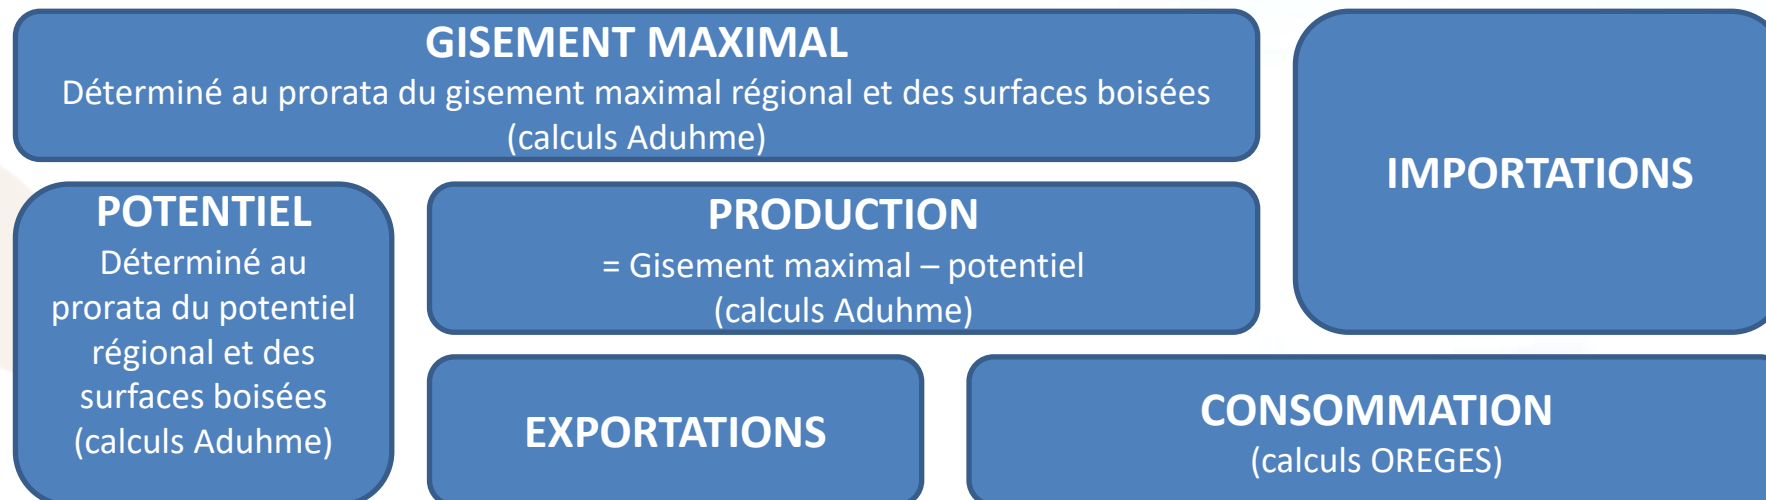 GISEMENT MAXIMAL
Déterminé au prorata du gisement maximal régional et des surfaces boisées
(calculs Aduhme)
IMPORTATIONS
POTENTIEL
Déterminé au
prorata du potentiel
régional et des
surfaces boisées
(calculs Aduhme)
PRODUCTION
= Gisement maximal – potentiel
(calculs Aduhme)
EXPORTATIONS
CONSOMMATION
(calculs OREGES)